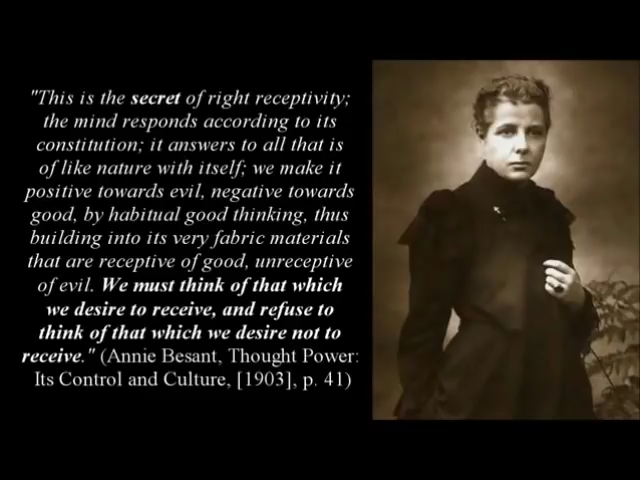 "This is the secret of right receptivity;
the mind responds according to its
constitution; it answers to all that is
of like nature with itself; we make it
positive towards evil, negative towards
good, by habitual good thinking, thus
building into its very fabric materials
that are receptive of good, unreceptive
of evil. We must think of that which
we desire to receive, and refuse to
think of that which we desire not to
receive." (Annie Besant, Thought Power:
Its Control and Culture, [1903], p. 41)